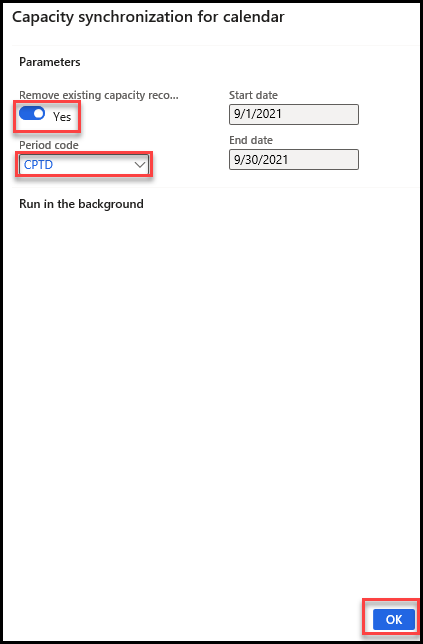 Capacity synchronization for calendar
Parameters
Remove existing capacity reco...
Yes
Start date
9/1/2021
Period code
CPTD
End date
9/30/2021
Run in the background
OK